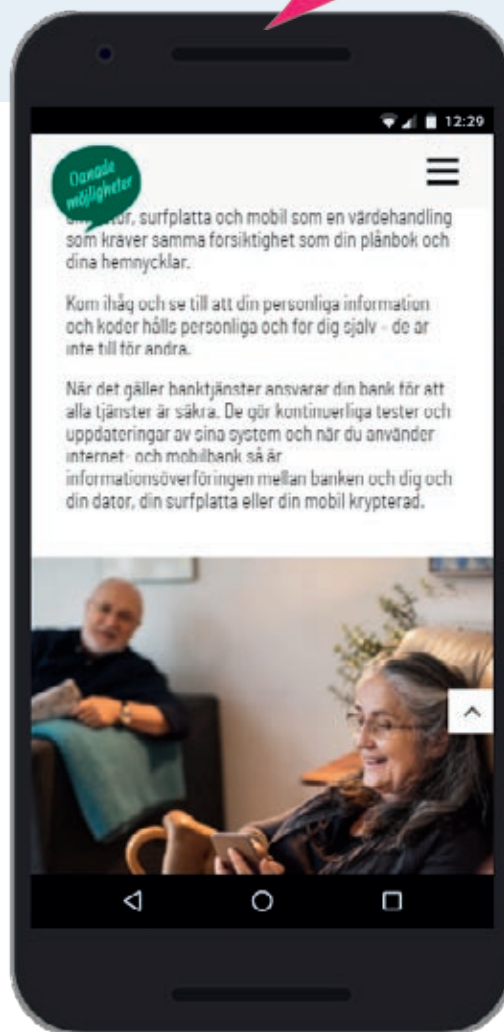 12:29
Oanade
möjligheter
surfplatta och mobil som en värdehandling
som kräver samma försiktighet som din plånbok och
dina hemnycklar.
Kom ihåg och se till att din personliga information
och koder hålls personliga och för dig själv - de är
inte till för andra.
När det gäller banktjänster ansvarar din bank för att
alla tjänster är säkra. De gör kontinuerliga tester och
uppdateringar av sina system och när du använder
internet- och mobilbank så är
informationsöverföringen mellan banken och dig och
din dator, din surfplatta eller din mobil krypterad.